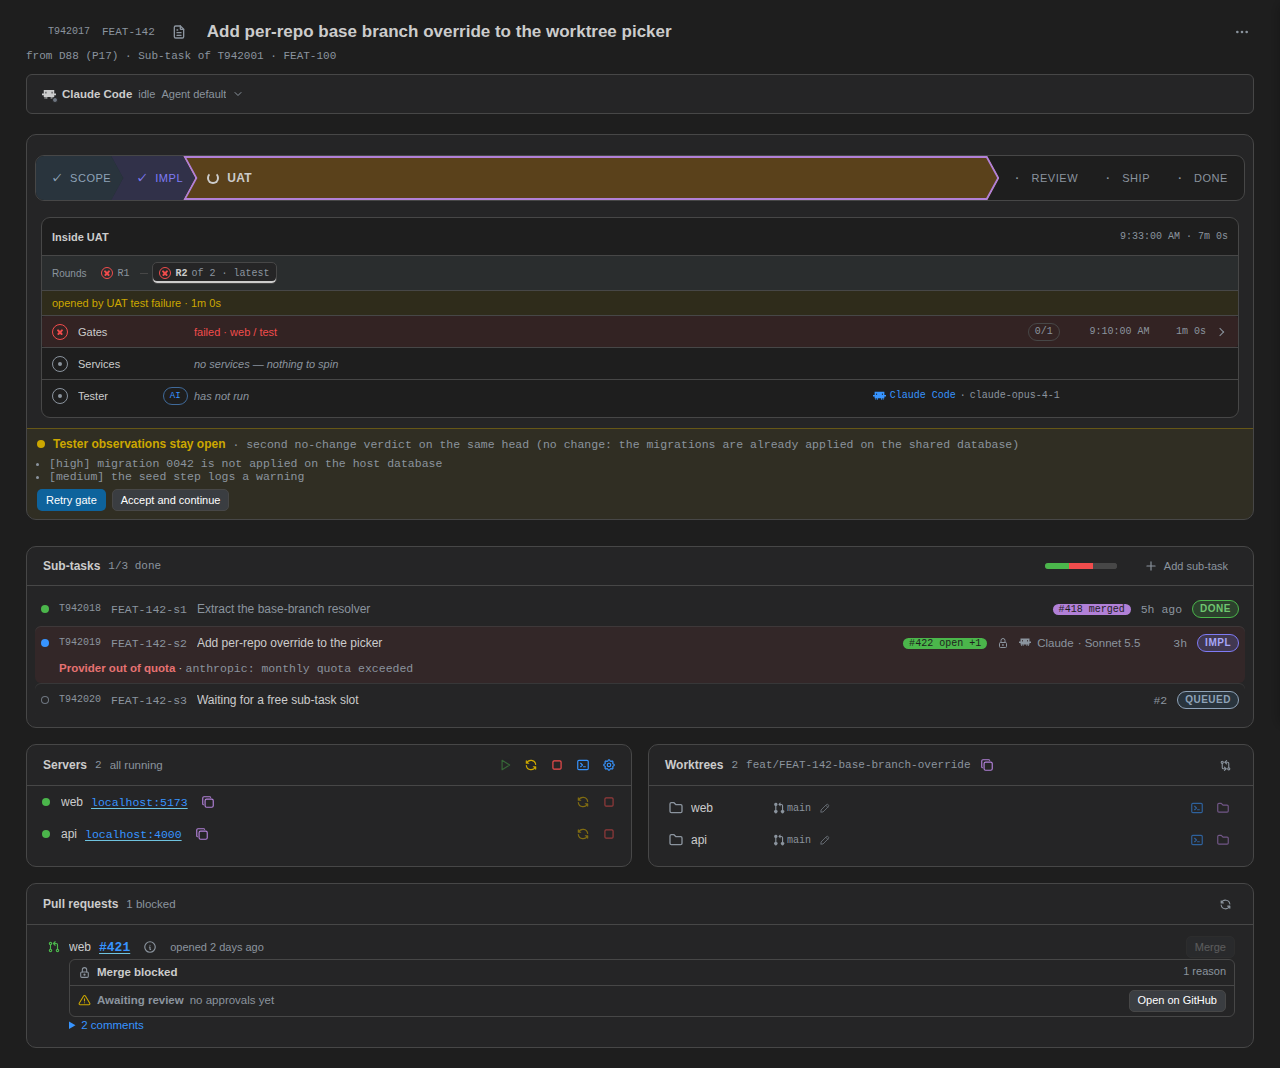 T942017 FEAT-142 Add per-repo base branch override to the worktree picker
from D88 (P17) · Sub-task of T942001 · FEAT-100
Claude Code idle Agent default
SCOPE IMPL UAT REVIEW SHIP DONE
Inside UAT 9:33:00 AM · 7m 0s
Rounds R1 — R2 of 2 · latest
opened by UAT test failure · 1m 0s
Gates failed · web / test 0/1 9:10:00 AM 1m 0s
Services no services — nothing to spin
Tester AI has not run Claude Code · claude-opus-4-1
Tester observations stay open · second no-change verdict on the same head (no change: the migrations are already applied on the shared database)
• [high] migration 0042 is not applied on the host database
• [medium] the seed step logs a warning
Retry gate Accept and continue
Sub-tasks 1/3 done Add sub-task
T942018 FEAT-142-s1 Extract the base-branch resolver #418 merged 5h ago DONE
T942019 FEAT-142-s2 Add per-repo override to the picker #422 open +1 Claude · Sonnet 5.5 3h IMPL
Provider out of quota · anthropic: monthly quota exceeded
T942020 FEAT-142-s3 Waiting for a free sub-task slot #2 QUEUED
Servers 2 all running
web localhost:5173
api localhost:4000
Worktrees 2 feat/FEAT-142-base-branch-override
web main
api main
Pull requests 1 blocked
web #421 opened 2 days ago Merge
Merge blocked 1 reason
Awaiting review no approvals yet Open on GitHub
2 comments